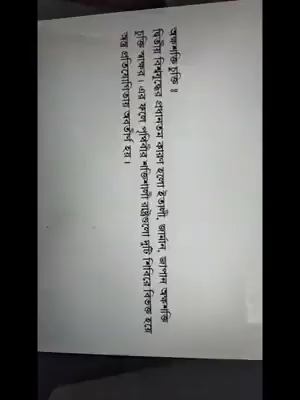 অক্ষশক্তি চুক্তি ঃ
দ্বিতীয় বিশ্বযুদ্ধের প্রধানতম কারণ হলো ইতালী, জার্মান, জাপান অক্ষশক্তি
চুক্তি স্বাক্ষর। এর ফলে পৃথিবীর শক্তিশালী রাষ্ট্রগুলো দুটি শিবিরে বিভক্ত হয়ে
অস্ত্র প্রতিযোগিতায় অবতীর্ণ হয়।